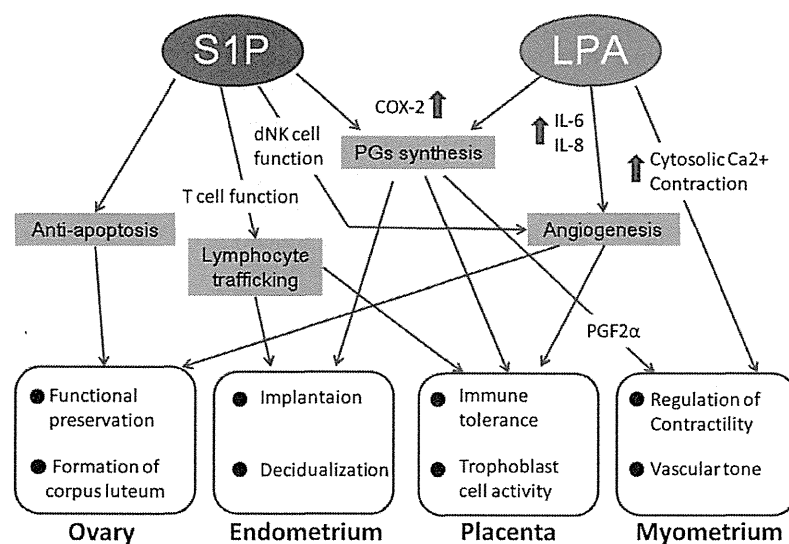 S1P
LPA
COX-2
IL-6
IL-8
dNK cell
function
PGs synthesis
Cytosolic Ca2+
Contraction
T cell function
Anti-apoptosis
Angiogenesis
Lymphocyte
trafficking
PGF2α
Functional
preservation
Formation of
corpus luteum
Implantaion
Decidualization
Immune
tolerance
Trophoblast
cell activity
Regulation of
Contractility
Vascular tone
Ovary
Endometrium
Placenta
Myometrium